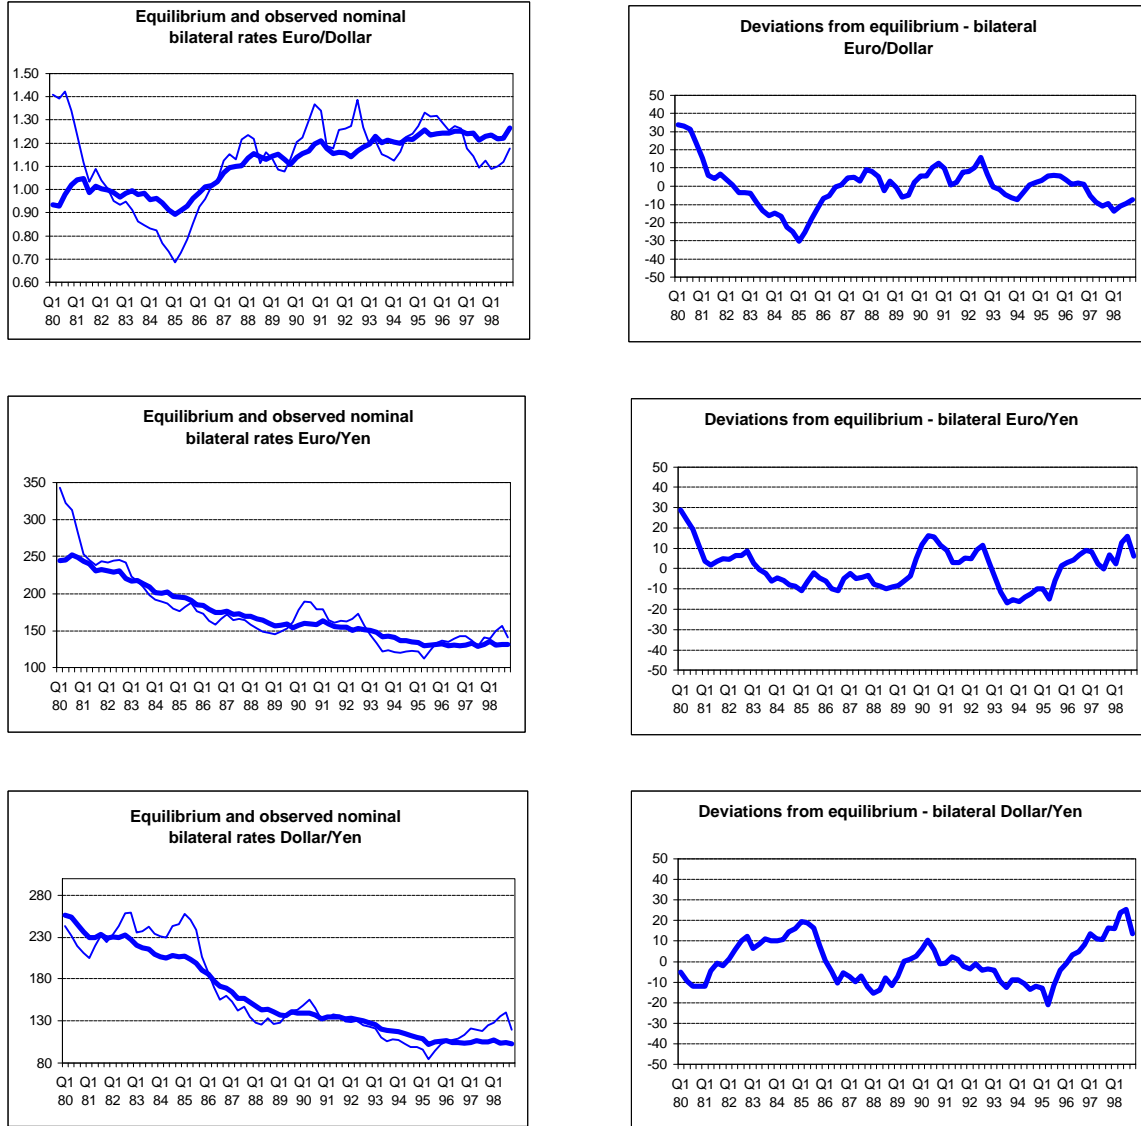 Equilibrium and observed nominal
bilateral rates Euro/Dollar
1.50
1.40
1.30
1.20
1.10
1.00
0.90
0.80
0.70
0.60
Q1 Q1 Q1 Q1 Q1 Q1 Q1 Q1 Q1 Q1 Q1 Q1 Q1 Q1 Q1 Q1 Q1 Q1 Q1
80 81 82 83 84 85 86 87 88 89 90 91 92 93 94 95 96 97 98
Deviations from equilibrium - bilateral
Euro/Dollar
50
40
30
20
10
0
-10
-20
-30
-40
-50
Q1 Q1 Q1 Q1 Q1 Q1 Q1 Q1 Q1 Q1 Q1 Q1 Q1 Q1 Q1 Q1 Q1 Q1 Q1
80 81 82 83 84 85 86 87 88 89 90 91 92 93 94 95 96 97 98
Equilibrium and observed nominal
bilateral rates Euro/Yen
350
300
250
200
150
100
Q1 Q1 Q1 Q1 Q1 Q1 Q1 Q1 Q1 Q1 Q1 Q1 Q1 Q1 Q1 Q1 Q1 Q1 Q1
80 81 82 83 84 85 86 87 88 89 90 91 92 93 94 95 96 97 98
Deviations from equilibrium - bilateral Euro/Yen
50
40
30
20
10
0
-10
-20
-30
-40
-50
Q1 Q1 Q1 Q1 Q1 Q1 Q1 Q1 Q1 Q1 Q1 Q1 Q1 Q1 Q1 Q1 Q1 Q1 Q1
80 81 82 83 84 85 86 87 88 89 90 91 92 93 94 95 96 97 98
Equilibrium and observed nominal
bilateral rates Dollar/Yen
280
230
180
130
80
Q1 Q1 Q1 Q1 Q1 Q1 Q1 Q1 Q1 Q1 Q1 Q1 Q1 Q1 Q1 Q1 Q1 Q1 Q1
80 81 82 83 84 85 86 87 88 89 90 91 92 93 94 95 96 97 98
Deviations from equilibrium - bilateral Dollar/Yen
50
40
30
20
10
0
-10
-20
-30
-40
-50
Q1 Q1 Q1 Q1 Q1 Q1 Q1 Q1 Q1 Q1 Q1 Q1 Q1 Q1 Q1 Q1 Q1 Q1 Q1
80 81 82 83 84 85 86 87 88 89 90 91 92 93 94 95 96 97 98